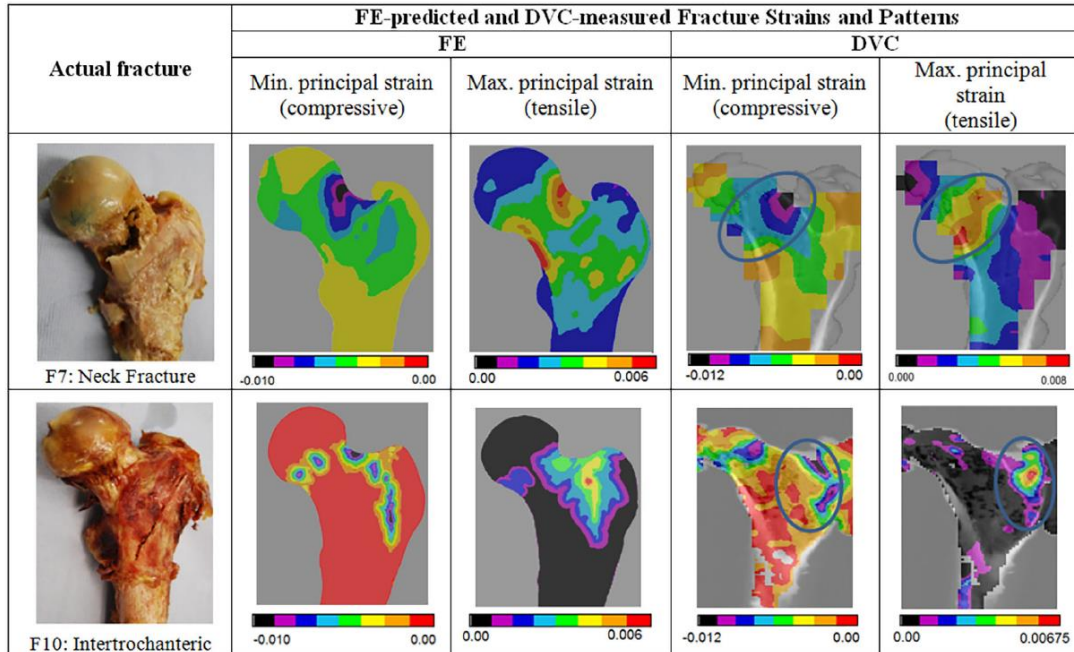 FE-predicted and DVC-measured Fracture Strains and Patterns
Actual fracture
FE
DVC
Min. principal strain
(compressive)
Max. principal strain
(tensile)
Min. principal strain
(compressive)
Max. principal
strain
(tensile)
F7: Neck Fracture
-0.010 0.00
0.00 0.006
-0.012 0.00
0.000 0.008
F10: Intertrochanteric
-0.010 0.00
0.00 0.006
-0.012 0.00
0.00 0.00675